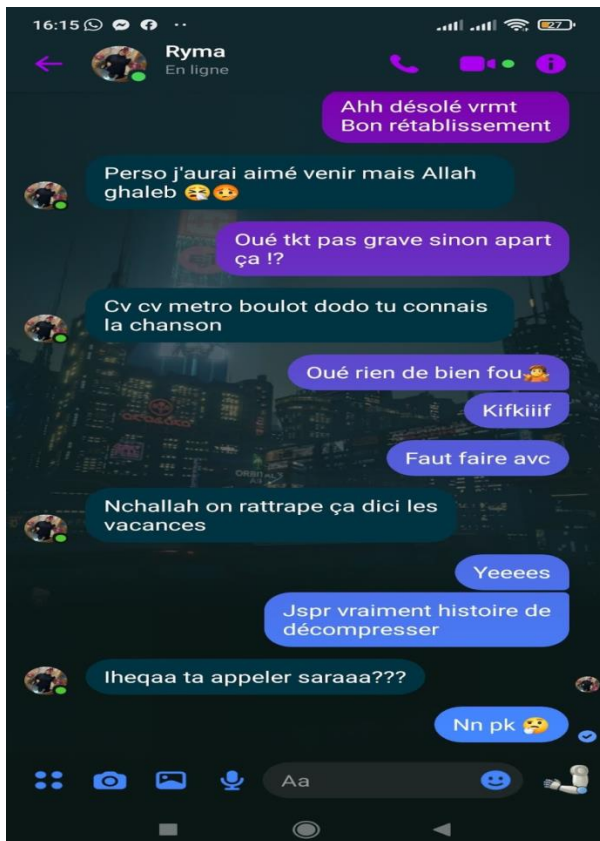 16:15
27
Ryma
En ligne
Ahh désolé vrmt
Bon rétablissement
Perso j'aurai aimé venir mais Allah
ghaleb 🤧🥵
Oué tkt pas grave sinon apart
ça !?
Cv cv metro boulot dodo tu connais
la chanson
Oué rien de bien fou🤷
Kifkiiif
Faut faire avc
Nchallah on rattrape ça dici les
vacances
Yeeees
Jspr vraiment histoire de
décompresser
Iheqaa ta appeler saraaa???
Nn pk 🤔
Aa